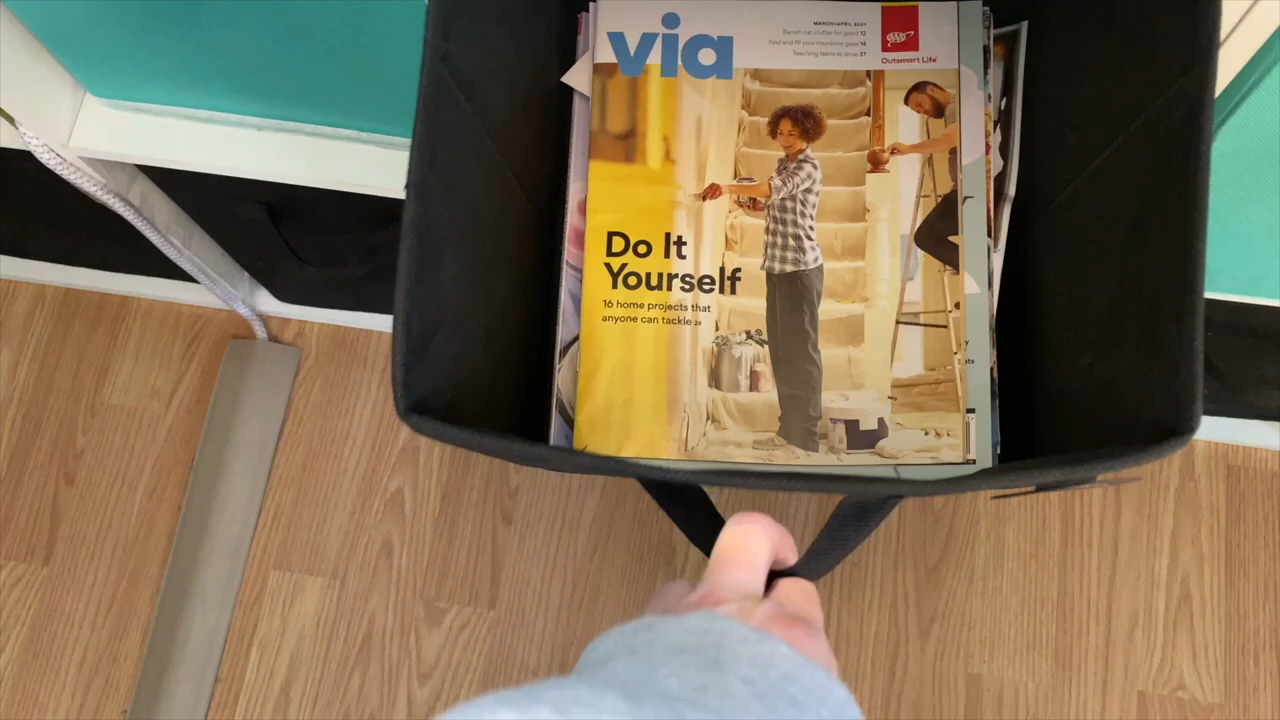 via
MARCH+APRIL 2021
Banish car clutter for good 12
Find and fill your insurance gaps 14
Teaching teens to drive 27
AAA
Outsmart Life
Do It
Yourself
16 home projects that
anyone can tackle 24